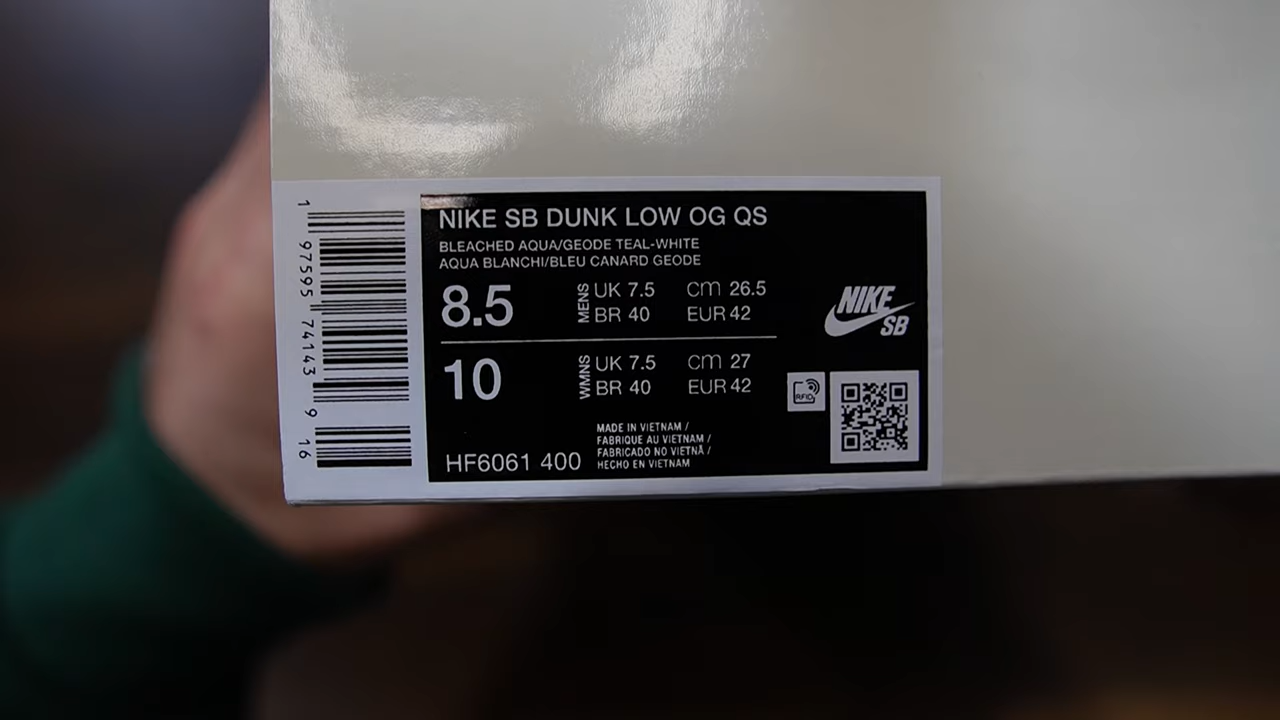 1 97595 74143 9 16
NIKE SB DUNK LOW OG QS
BLEACHED AQUA/GEODE TEAL-WHITE
AQUA BLANCHI/BLEU CANARD GEODE
8.5 MENS UK 7.5 cm 26.5
BR 40 EUR 42
10 WMNS UK 7.5 cm 27
BR 40 EUR 42
NIKE
SB
RFID
MADE IN VIETNAM /
FABRIQUE AU VIETNAM /
FABRICADO NO VIETNÃ /
HECHO EN VIETNAM
HF6061 400